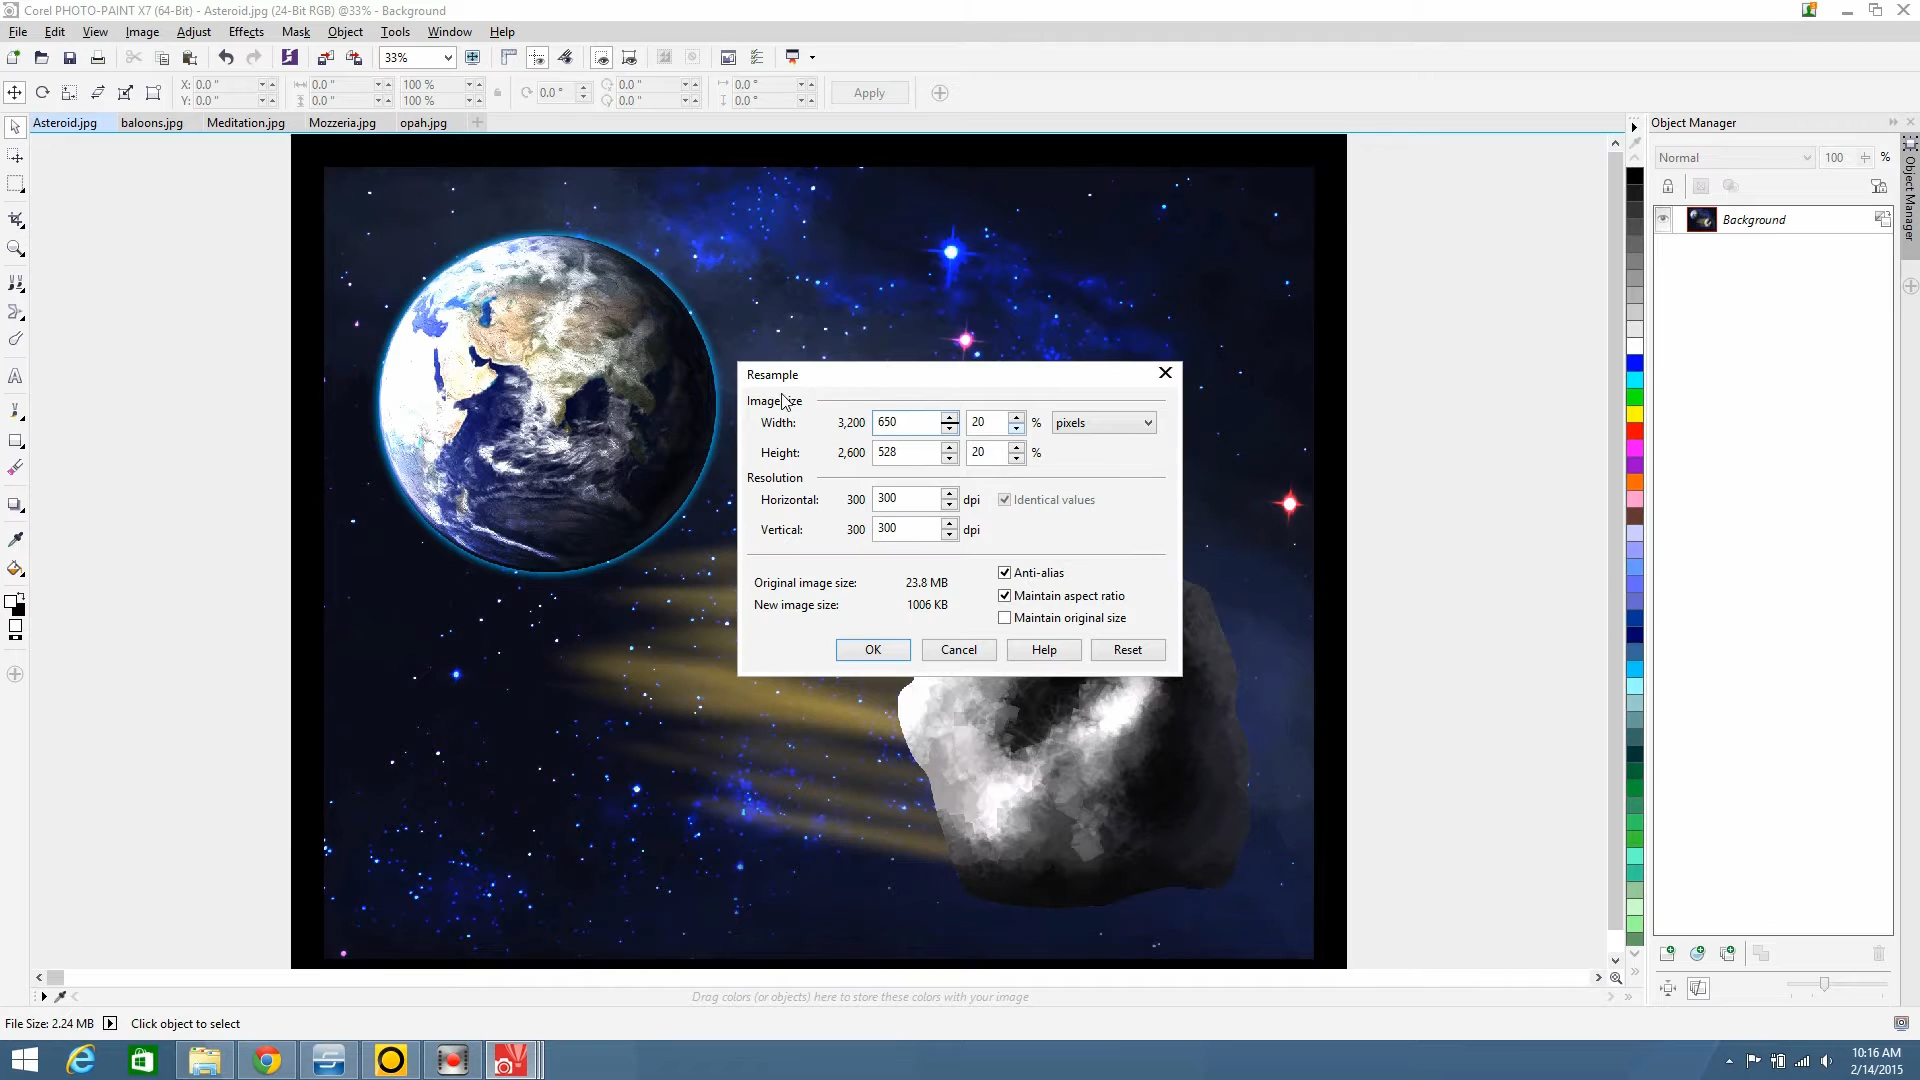 Corel PHOTO-PAINT X7 (64-Bit) - Asteroid.jpg (24-Bit RGB) @33% - Background
File Edit View Image Adjust Effects Mask Object Tools Window Help
33%
X: 0.0 " 0.0 " 100 % 0.0 ° 0.0 " 0.0 ° Apply
Y: 0.0 " 0.0 " 100 % 0.0 " 0.0 °
Asteroid.jpg baloons.jpg Meditation.jpg Mozzeria.jpg opah.jpg
Object Manager
Normal 100 %
Object Manager
Background
Resample
Image size
Width: 3,200 650 20 % pixels
Height: 2,600 528 20 %
Resolution
Horizontal: 300 300 dpi Identical values
Vertical: 300 300 dpi
Original image size: 23.8 MB
New image size: 1006 KB
Anti-alias
Maintain aspect ratio
Maintain original size
OK Cancel Help Reset
Drag colors (or objects) here to store these colors with your image
File Size: 2.24 MB Click object to select
10:16 AM
2/14/2015